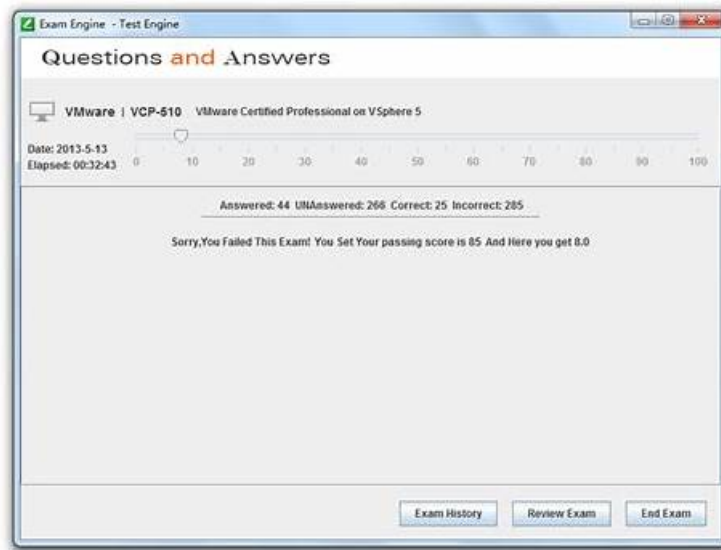 Exam Engine - Test Engine
Questions and Answers
VMware | VCP-510 VMware Certified Professional on VSphere 5
Date: 2013-5-13
Elapsed: 00:32:43
0 10 20 30 40 50 60 70 80 90 100
Answered: 44 UNAnswered: 266 Correct: 25 Incorrect: 285
Sorry,You Failed This Exam! You Set Your passing score is 85 And Here you get 8.0
Exam History Review Exam End Exam